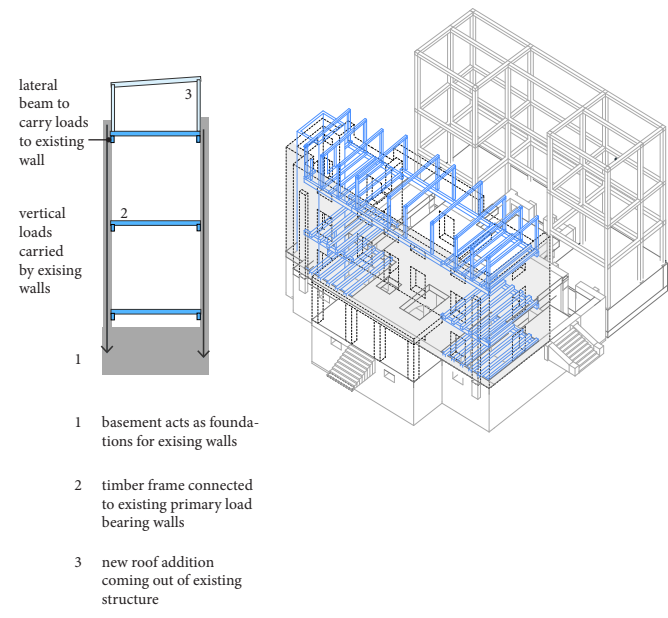 lateral
beam to
carry loads
to existing
wall
3
vertical
loads
carried
by exising
walls
2
1
1 basement acts as founda-
tions for exising walls
2 timber frame connected
to existing primary load
bearing walls
3 new roof addition
coming out of existing
structure